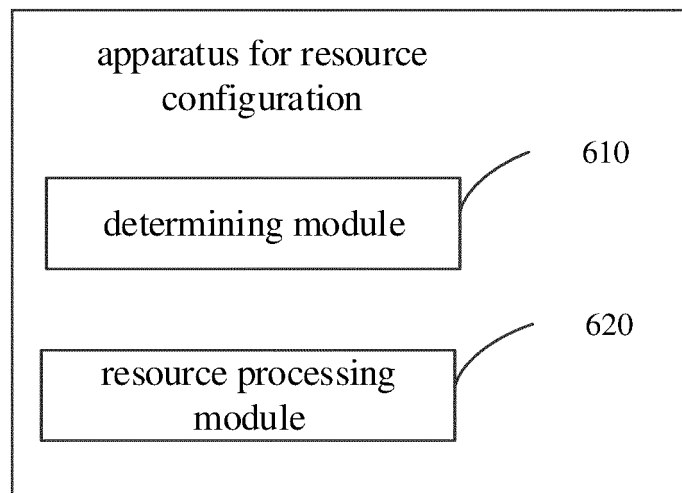 apparatus for resource
configuration
610
determining module
620
resource processing
module